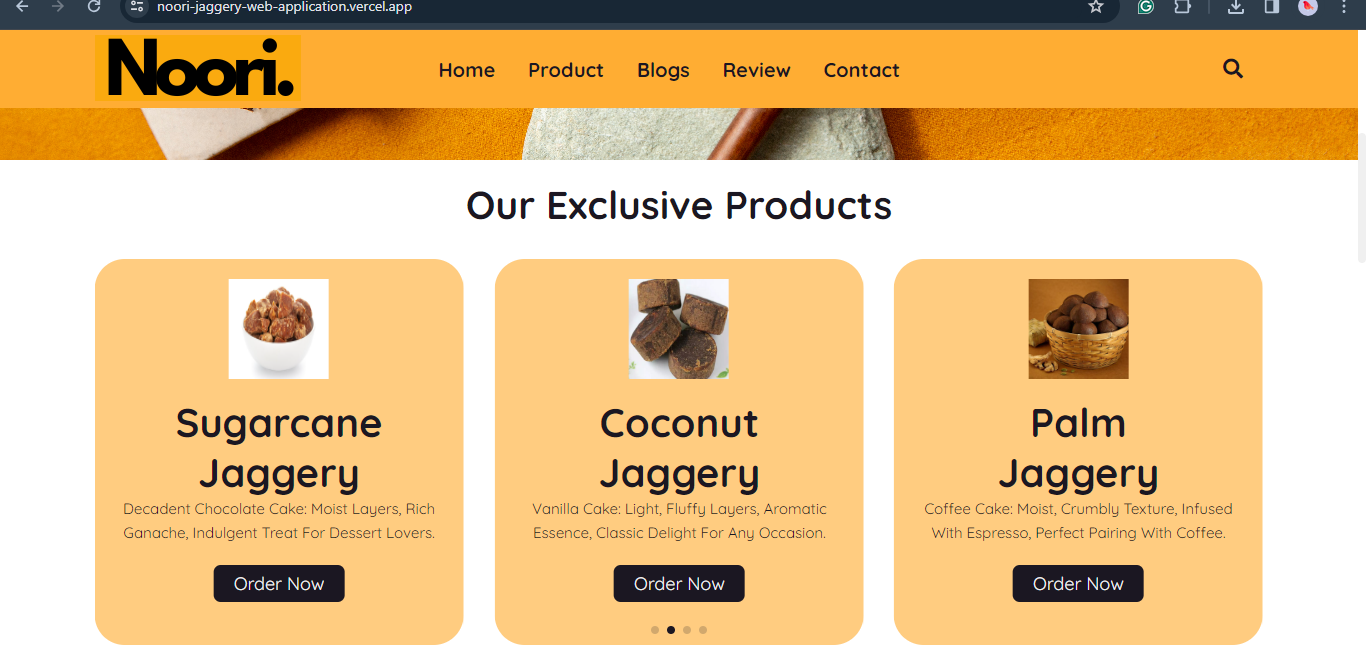 noori-jaggery-web-application.vercel.app
Noori.
Home Product Blogs Review Contact
Our Exclusive Products
Sugarcane
Jaggery
Decadent Chocolate Cake: Moist Layers, Rich
Ganache, Indulgent Treat For Dessert Lovers.
Order Now
Coconut
Jaggery
Vanilla Cake: Light, Fluffy Layers, Aromatic
Essence, Classic Delight For Any Occasion.
Order Now
Palm
Jaggery
Coffee Cake: Moist, Crumbly Texture, Infused
With Espresso, Perfect Pairing With Coffee.
Order Now